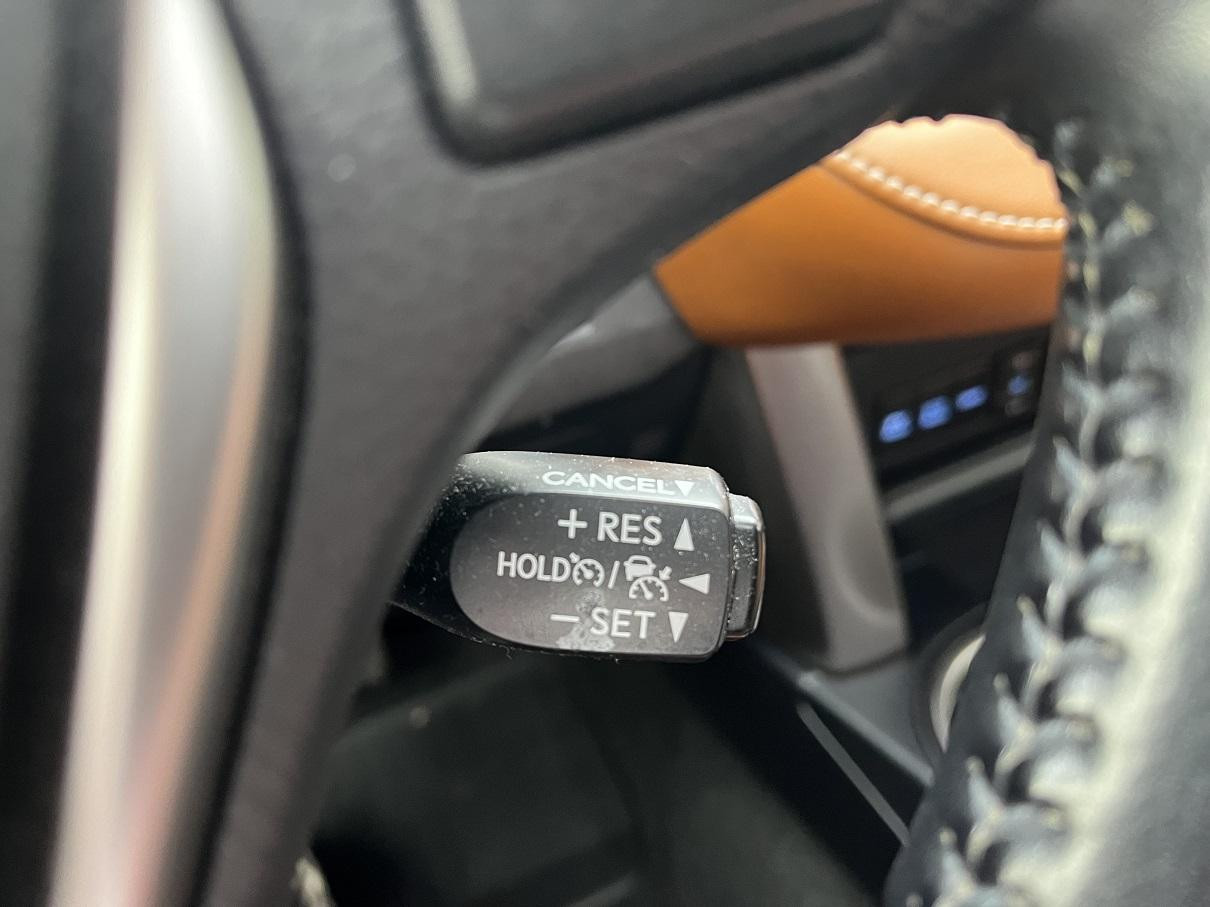 CANCEL▼
+ RES ▲
HOLD / ◀
− SET ▼